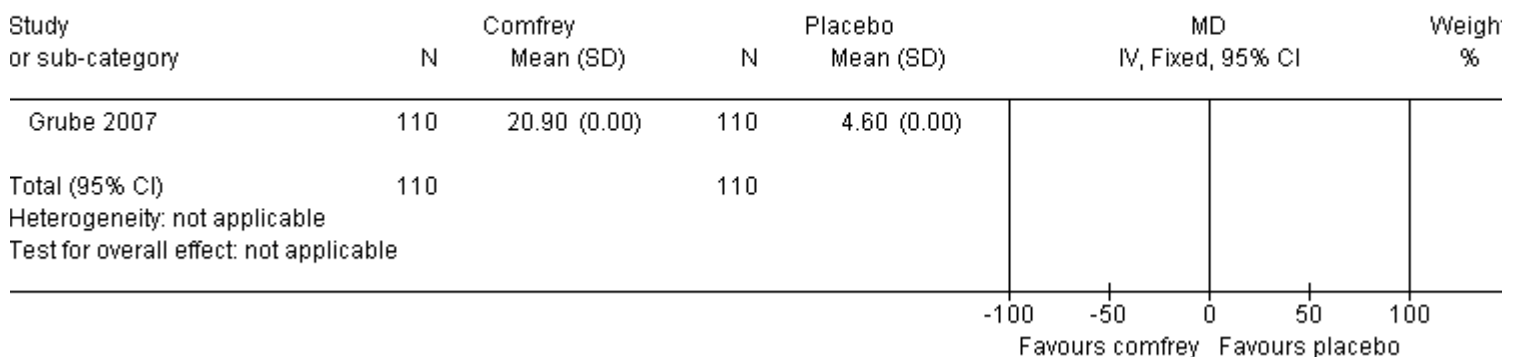 Study Comfrey Placebo MD
or sub-category N Mean (SD) N Mean (SD) IV, Fixed, 95% CI %
Grube 2007 110 20.90 (0.00) 110 4.60 (0.00)
Total (95% CI) 110 110
Heterogeneity: not applicable
Test for overall effect: not applicable
-100 -50 0 50 100
Favours comfrey Favours placebo